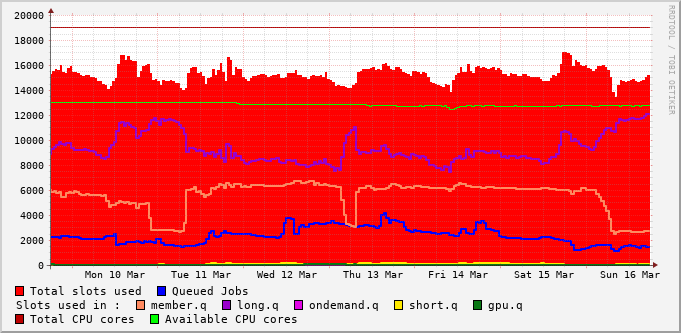 20000
18000
16000
14000
12000
10000
8000
6000
4000
2000
0
Mon 10 Mar Tue 11 Mar Wed 12 Mar Thu 13 Mar Fri 14 Mar Sat 15 Mar Sun 16 Mar
Total slots used Queued Jobs
Slots used in : member.q long.q ondemand.q short.q gpu.q
Total CPU cores Available CPU cores
RRDTOOL / TOBI OETIKER